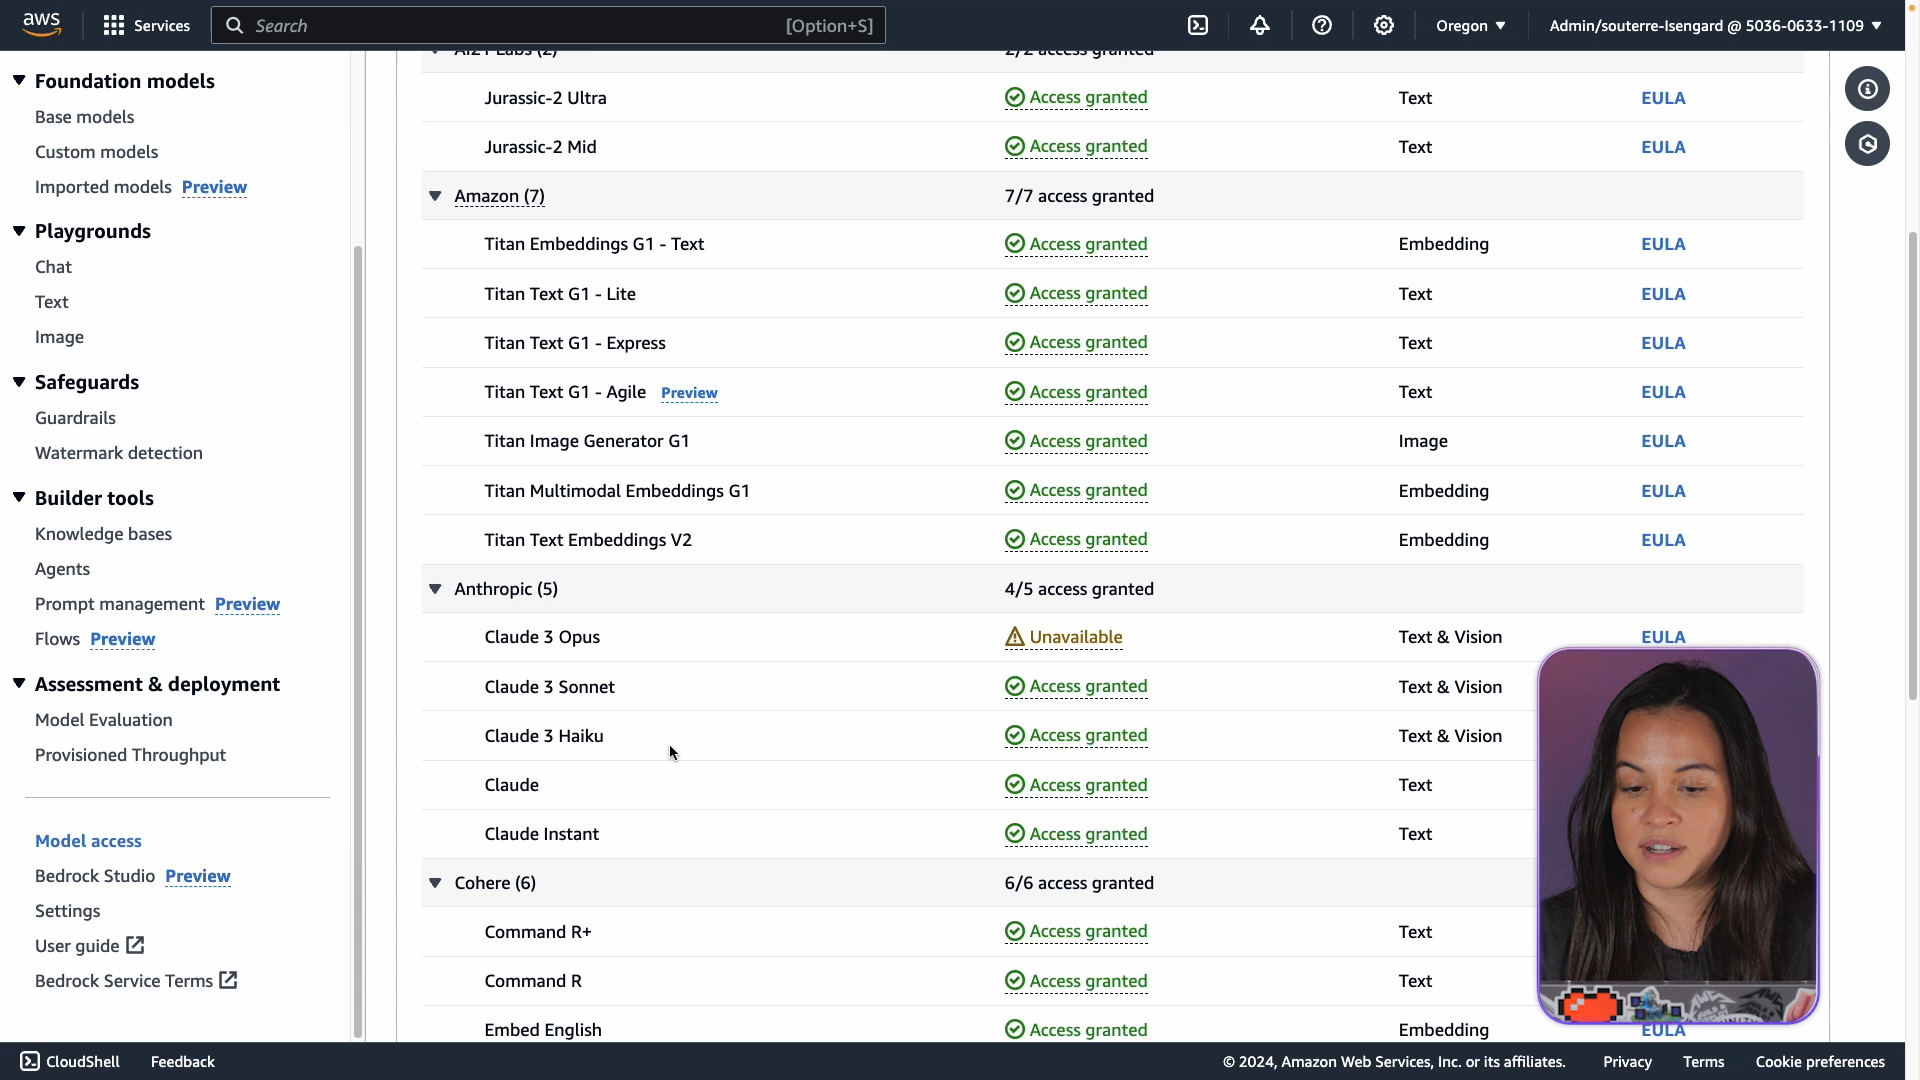 aws
Services
Search [Option+S]
Oregon ▼
Admin/souterre-Isengard @ 5036-0633-1109 ▼
Foundation models
Base models
Custom models
Imported models Preview
Playgrounds
Chat
Text
Image
Safeguards
Guardrails
Watermark detection
Builder tools
Knowledge bases
Agents
Prompt management Preview
Flows Preview
Assessment & deployment
Model Evaluation
Provisioned Throughput
Model access
Bedrock Studio Preview
Settings
User guide
Bedrock Service Terms
AI21 Labs (2) 2/2 access granted
Jurassic-2 Ultra Access granted Text EULA
Jurassic-2 Mid Access granted Text EULA
Amazon (7) 7/7 access granted
Titan Embeddings G1 - Text Access granted Embedding EULA
Titan Text G1 - Lite Access granted Text EULA
Titan Text G1 - Express Access granted Text EULA
Titan Text G1 - Agile Preview Access granted Text EULA
Titan Image Generator G1 Access granted Image EULA
Titan Multimodal Embeddings G1 Access granted Embedding EULA
Titan Text Embeddings V2 Access granted Embedding EULA
Anthropic (5) 4/5 access granted
Claude 3 Opus Unavailable Text & Vision EULA
Claude 3 Sonnet Access granted Text & Vision
Claude 3 Haiku Access granted Text & Vision
Claude Access granted Text
Claude Instant Access granted Text
Cohere (6) 6/6 access granted
Command R+ Access granted Text
Command R Access granted Text
Embed English Access granted Embedding EULA
CloudShell Feedback
© 2024, Amazon Web Services, Inc. or its affiliates. Privacy Terms Cookie preferences